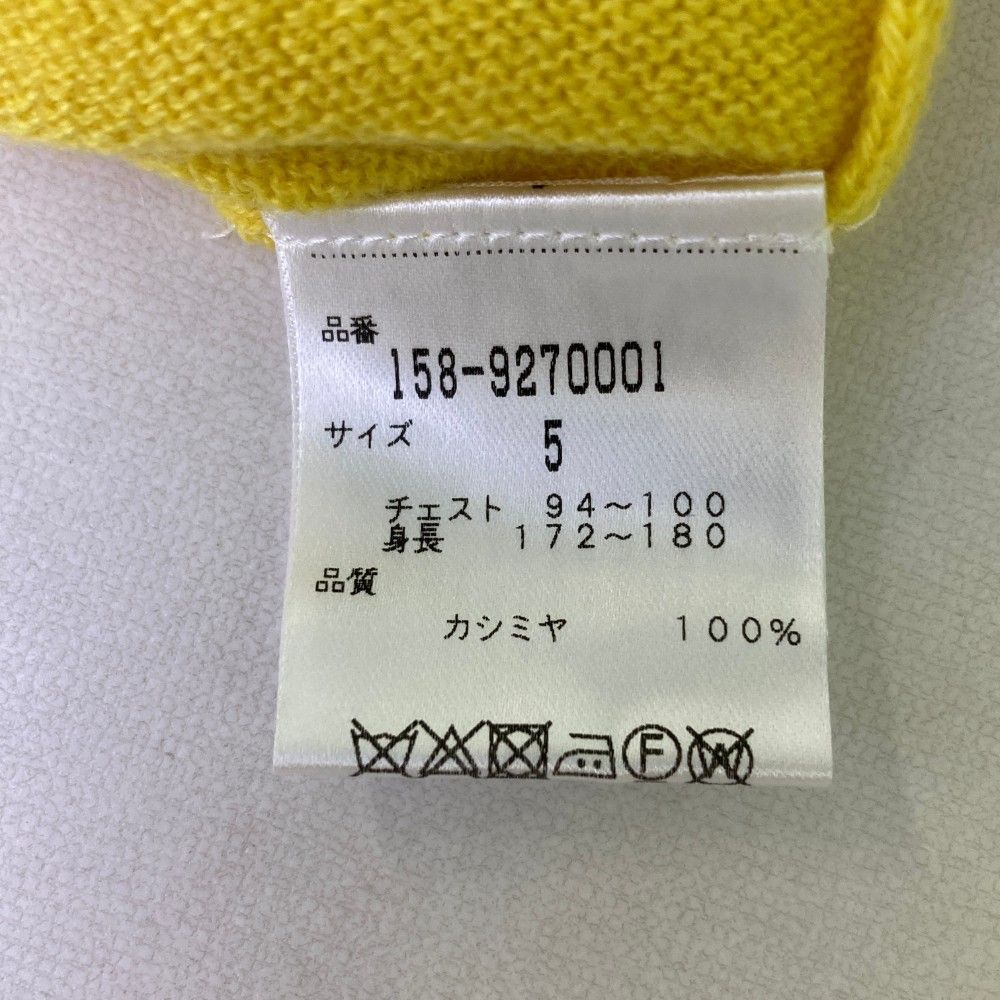 品番
158-9270001
サイズ 5
チェスト 94〜100
身長 172〜180
品質
カシミヤ 100%
F W